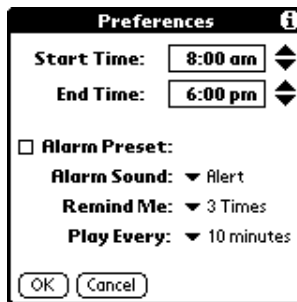 Preferences
Start Time: 8:00 am
End Time: 6:00 pm
Alarm Preset:
Alarm Sound: Alert
Remind Me: 3 Times
Play Every: 10 minutes
OK Cancel